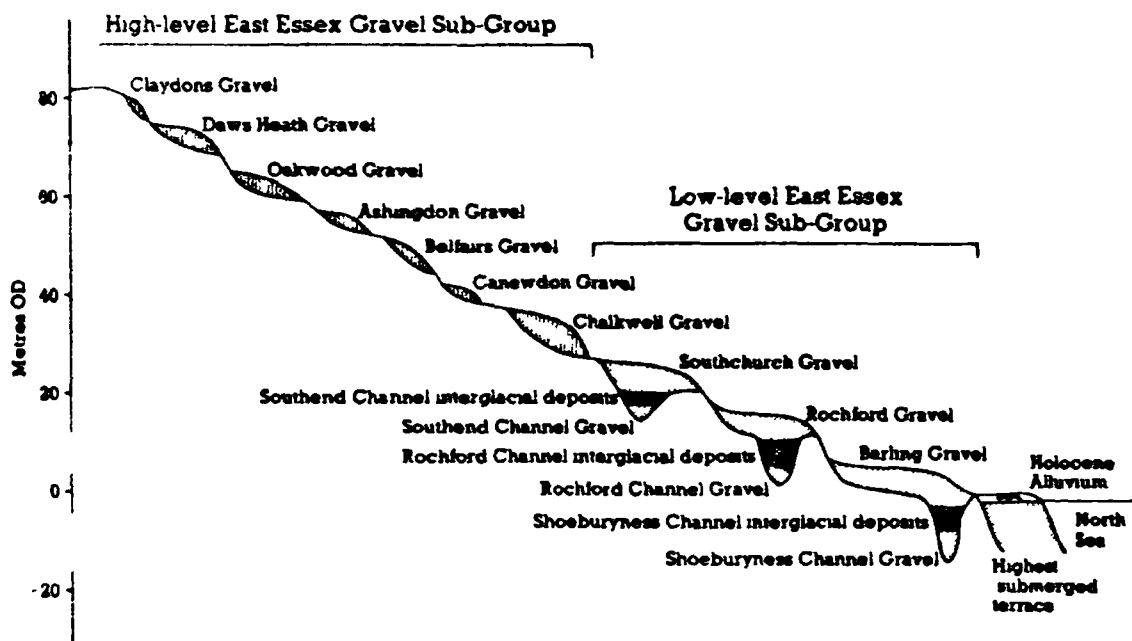 High-level East Essex Gravel Sub-Group
Claydons Gravel
80
Daws Heath Gravel
Oakwood Gravel
60
Low-level East Essex
Gravel Sub-Group
Ashingdon Gravel
Belfairs Gravel
Canewdon Gravel
40
Metres OD
Chalkwell Gravel
Southchurch Gravel
20
Southend Channel interglacial deposits
Rochford Gravel
Southend Channel Gravel
Rochford Channel interglacial deposits
Barling Gravel
Holocene
Alluvium
Rochford Channel Gravel
0
Shoeburyness Channel interglacial deposits
North
Sea
Shoeburyness Channel Gravel
Highest
submerged
terrace
-20